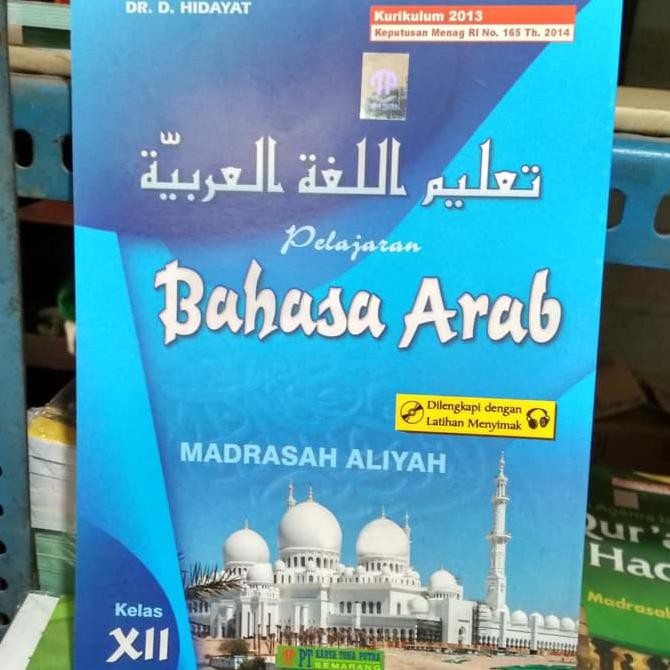 DR. D. HIDAYAT
Kurikulum 2013
Keputusan Menag RI No. 165 Th. 2014
تعليم اللغة العربيّة
Pelajaran
Bahasa Arab
Dilengkapi dengan
Latihan Menyimak
MADRASAH ALIYAH
Kelas
XII
PT KARYA TOHA PUTRA
SEMARANG
Qur'a
Had
Madrasah